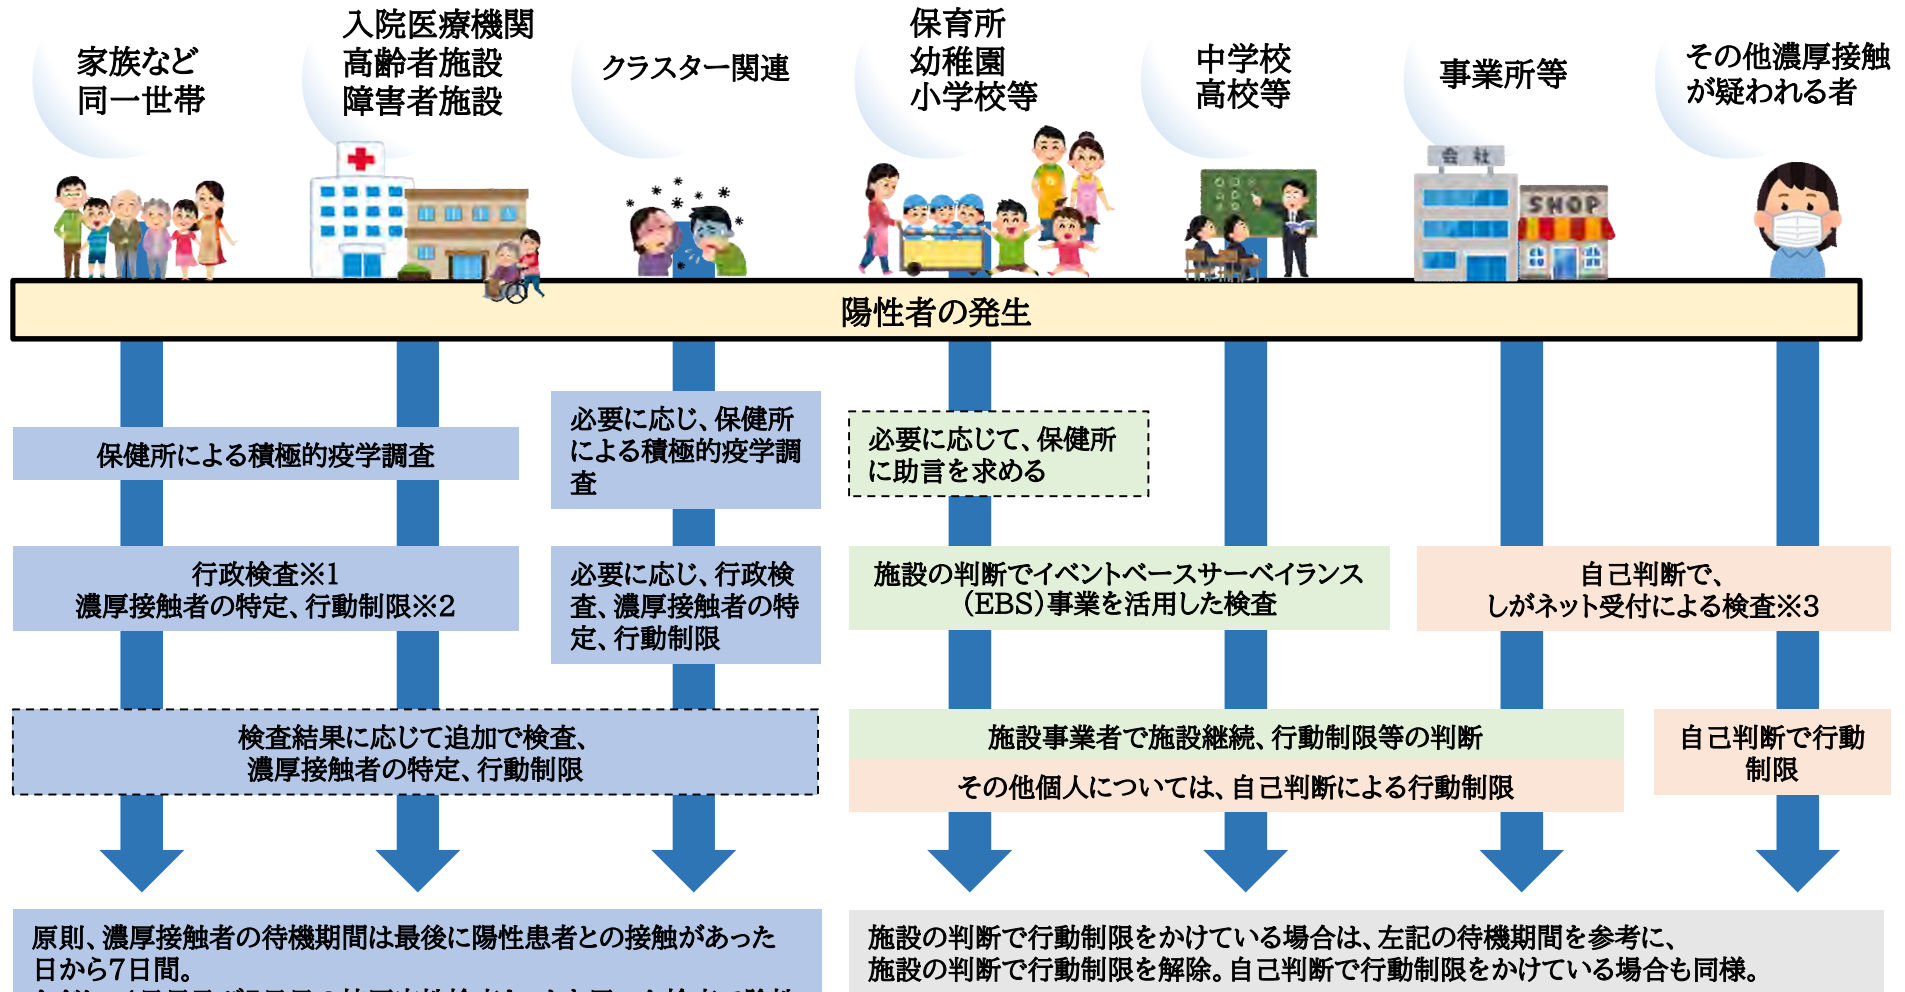 家族など
同一世帯
入院医療機関
高齢者施設
障害者施設
クラスター関連
保育所
幼稚園
小学校等
中学校
高校等
事業所等
その他濃厚接触
が疑われる者
会社
SHOP
陽性者の発生
保健所による積極的疫学調査
必要に応じ、保健所
による積極的疫学調
査
必要に応じて、保健所
に助言を求める
行政検査※1
濃厚接触者の特定、行動制限※2
必要に応じ、行政検
査、濃厚接触者の特
定、行動制限
施設の判断でイベントベースサーベイランス
(EBS)事業を活用した検査
自己判断で、
しがネット受付による検査※3
検査結果に応じて追加で検査、
濃厚接触者の特定、行動制限
施設事業者で施設継続、行動制限等の判断
その他個人については、自己判断による行動制限
自己判断で行動
制限
原則、濃厚接触者の待機期間は最後に陽性患者との接触があった
日から7日間。
施設の判断で行動制限をかけている場合は、左記の待機期間を参考に、
施設の判断で行動制限を解除。自己判断で行動制限をかけている場合も同様。